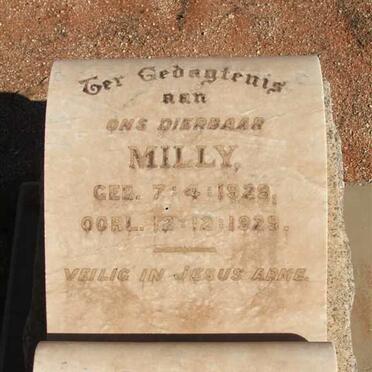 Ter Gedagtenis
aan
ONS DIERBAAR
MILLY,
GEB. 7:4:1929,
OORL. 12:12:1929.
VEILIG IN JESUS ARME.